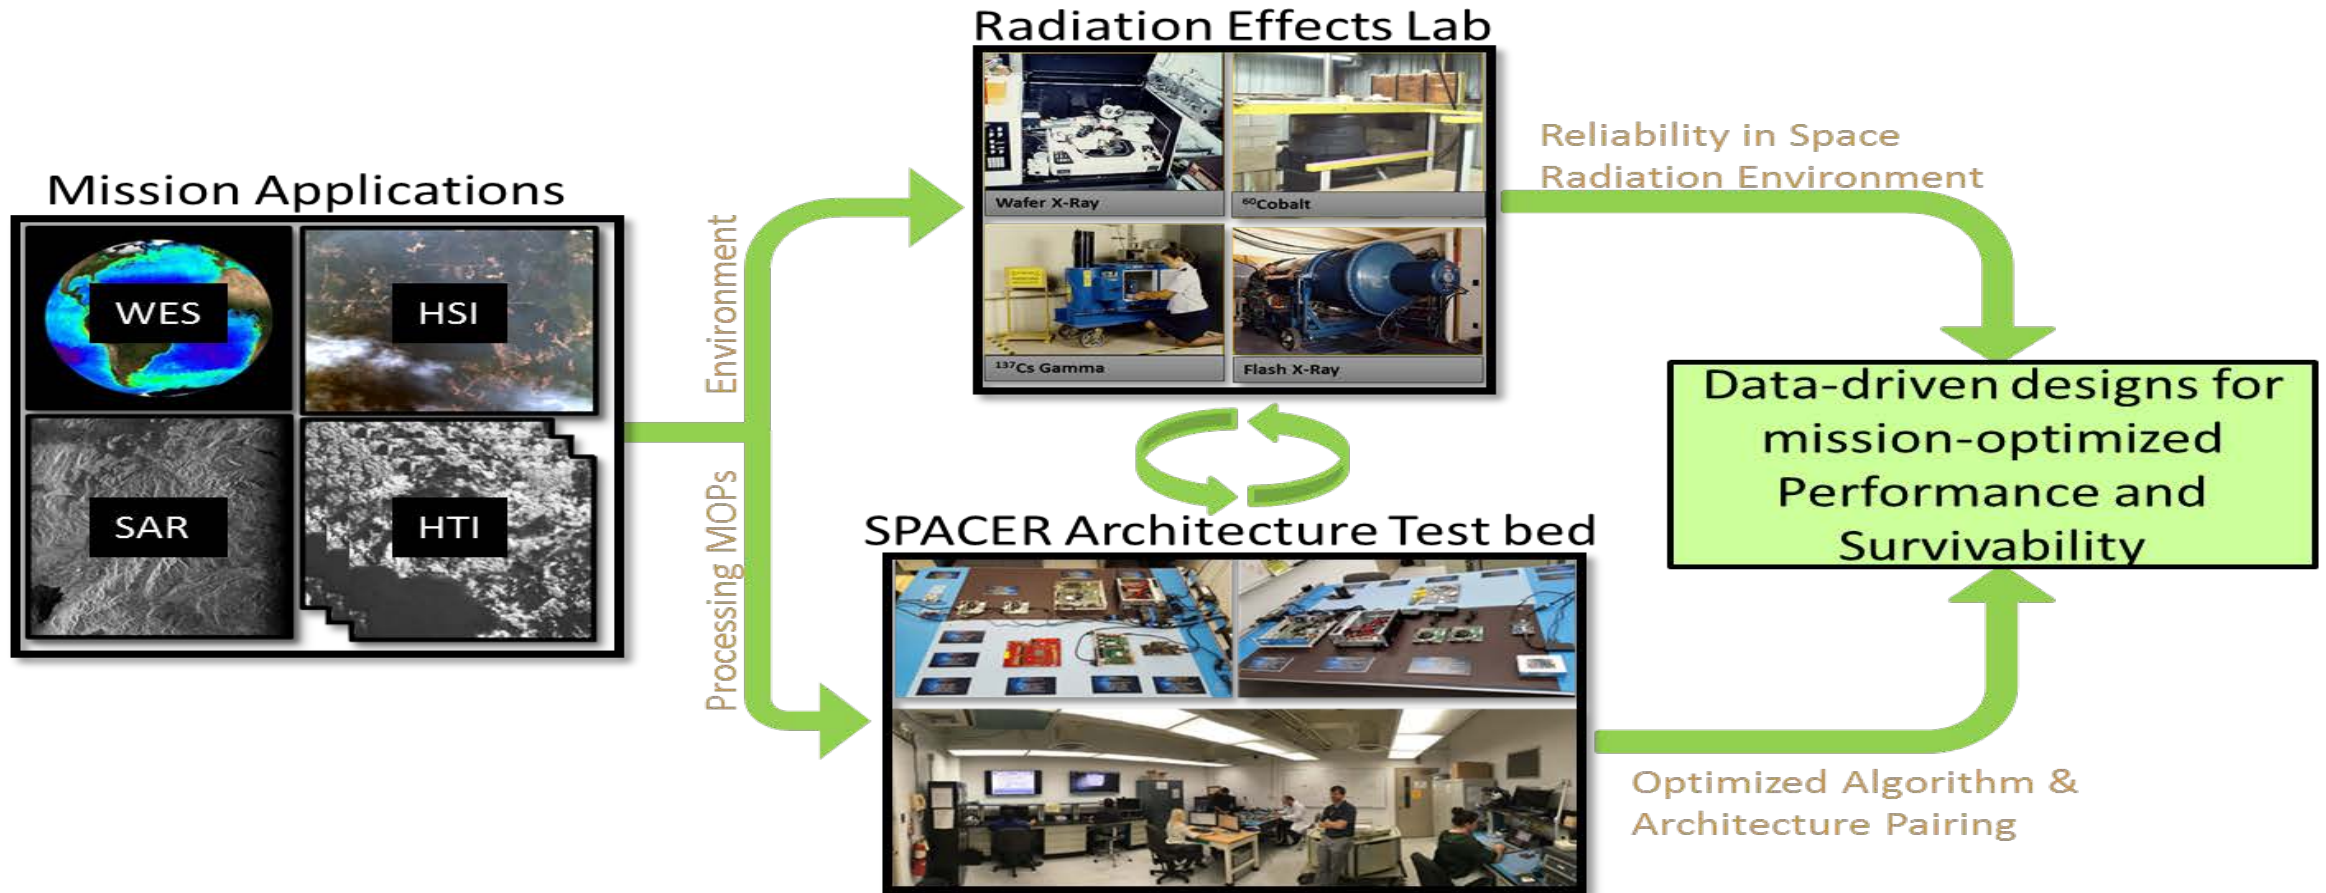 Radiation Effects Lab
Wafer X-Ray
⁶⁰Cobalt
¹³⁷Cs Gamma
Flash X-Ray
Mission Applications
WES
HSI
SAR
HTI
Environment
Processing MOPs
Reliability in Space
Radiation Environment
SPACER Architecture Test bed
Data-driven designs for
mission-optimized
Performance and
Survivability
Optimized Algorithm &
Architecture Pairing